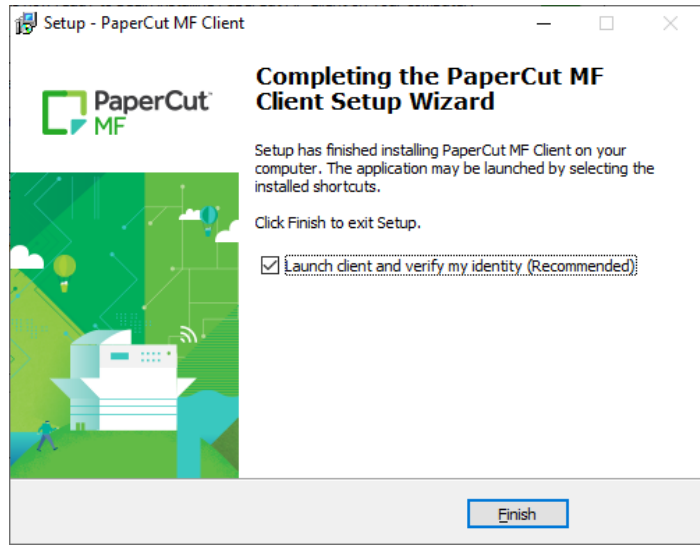 Setup - PaperCut MF Client
PaperCut™
MF
Completing the PaperCut MF
Client Setup Wizard
Setup has finished installing PaperCut MF Client on your
computer. The application may be launched by selecting the
installed shortcuts.
Click Finish to exit Setup.
Launch client and verify my identity (Recommended)
Finish